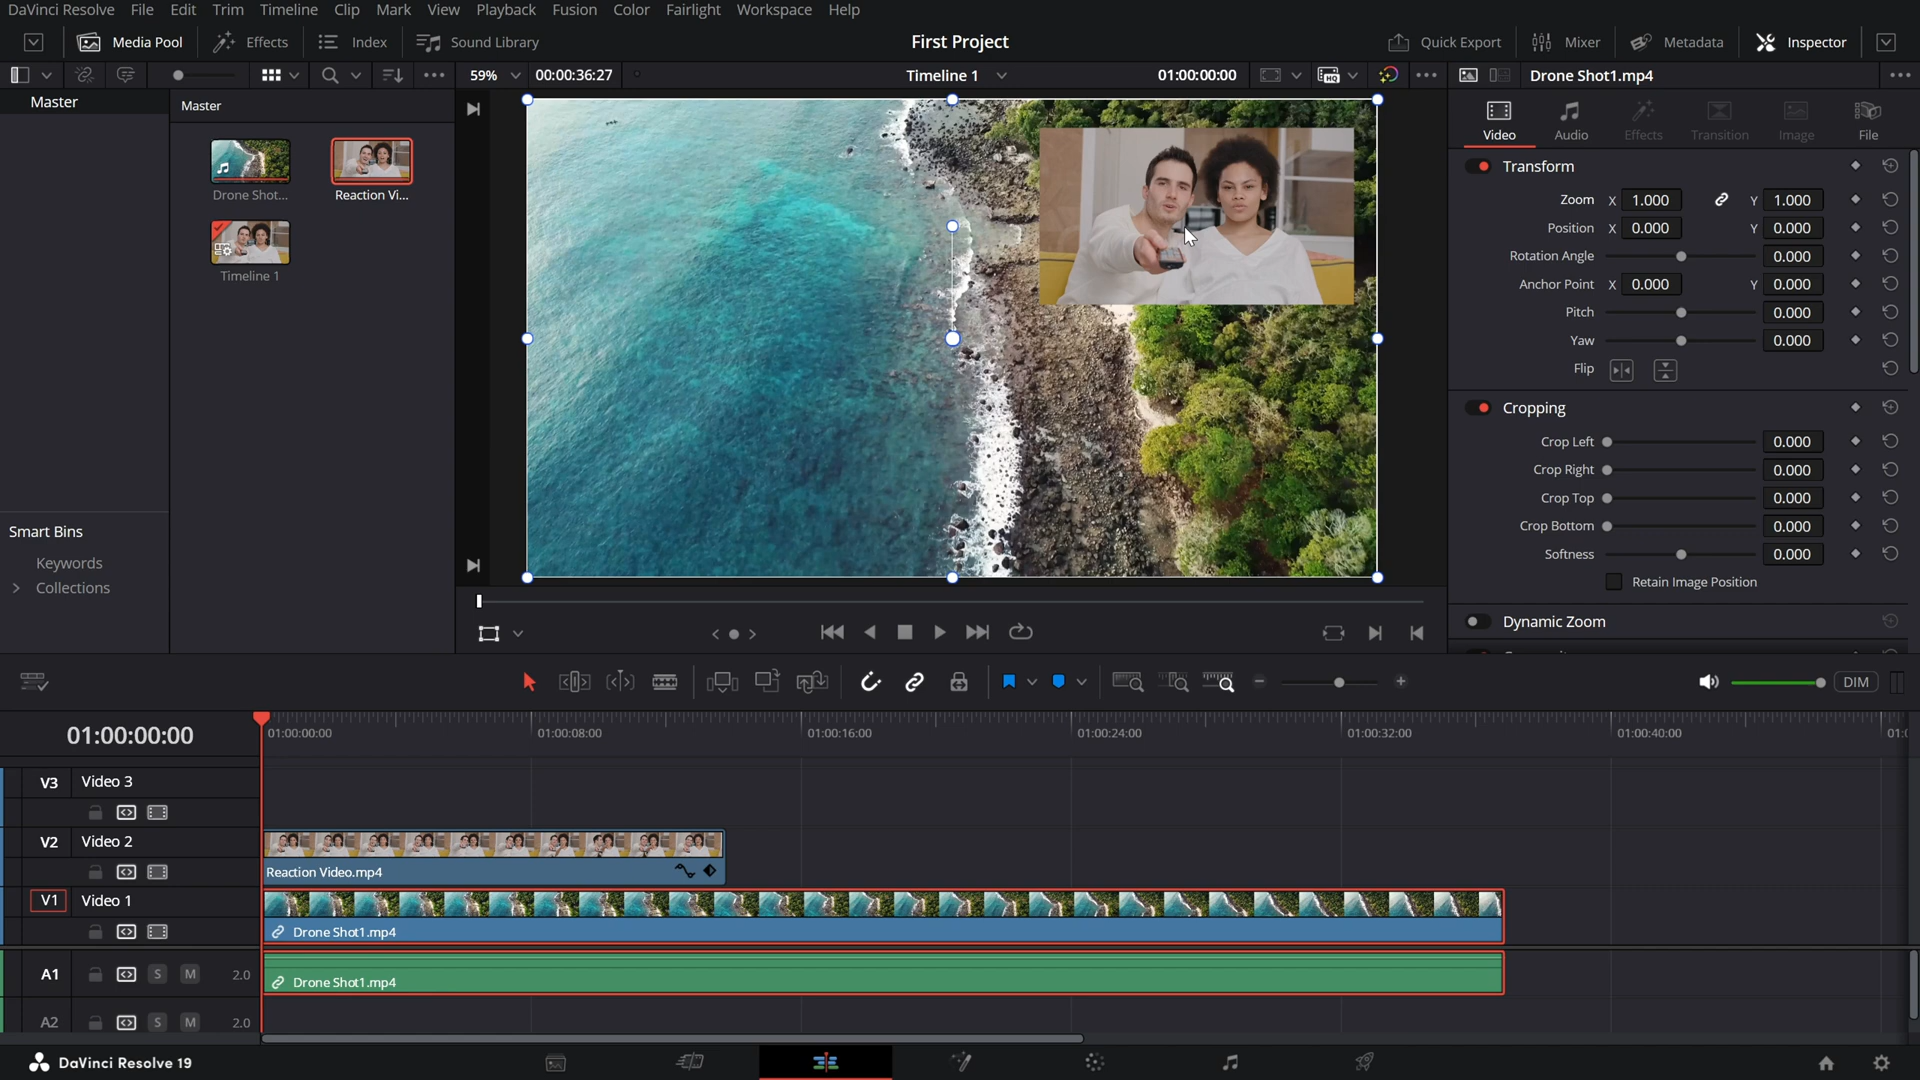 DaVinci Resolve File Edit Trim Timeline Clip Mark View Playback Fusion Color Fairlight Workspace Help
Media Pool Effects Index Sound Library First Project Quick Export Mixer Metadata Inspector
59% 00:00:36:27 Timeline 1 01:00:00:00 HQ Drone Shot1.mp4
Master
Master
Drone Shot... Reaction Vi...
Timeline 1
Smart Bins
Keywords
Collections
Video Audio Effects Transition Image File
Transform
Zoom X 1.000 Y 1.000
Position X 0.000 Y 0.000
Rotation Angle 0.000
Anchor Point X 0.000 Y 0.000
Pitch 0.000
Yaw 0.000
Flip
Cropping
Crop Left 0.000
Crop Right 0.000
Crop Top 0.000
Crop Bottom 0.000
Softness 0.000
Retain Image Position
Dynamic Zoom
DIM
01:00:00:00 01:00:00:00 01:00:08:00 01:00:16:00 01:00:24:00 01:00:32:00 01:00:40:00
V3 Video 3
V2 Video 2
Reaction Video.mp4
V1 Video 1
Drone Shot1.mp4
A1 S M 2.0 Drone Shot1.mp4
A2 S M 2.0
DaVinci Resolve 19